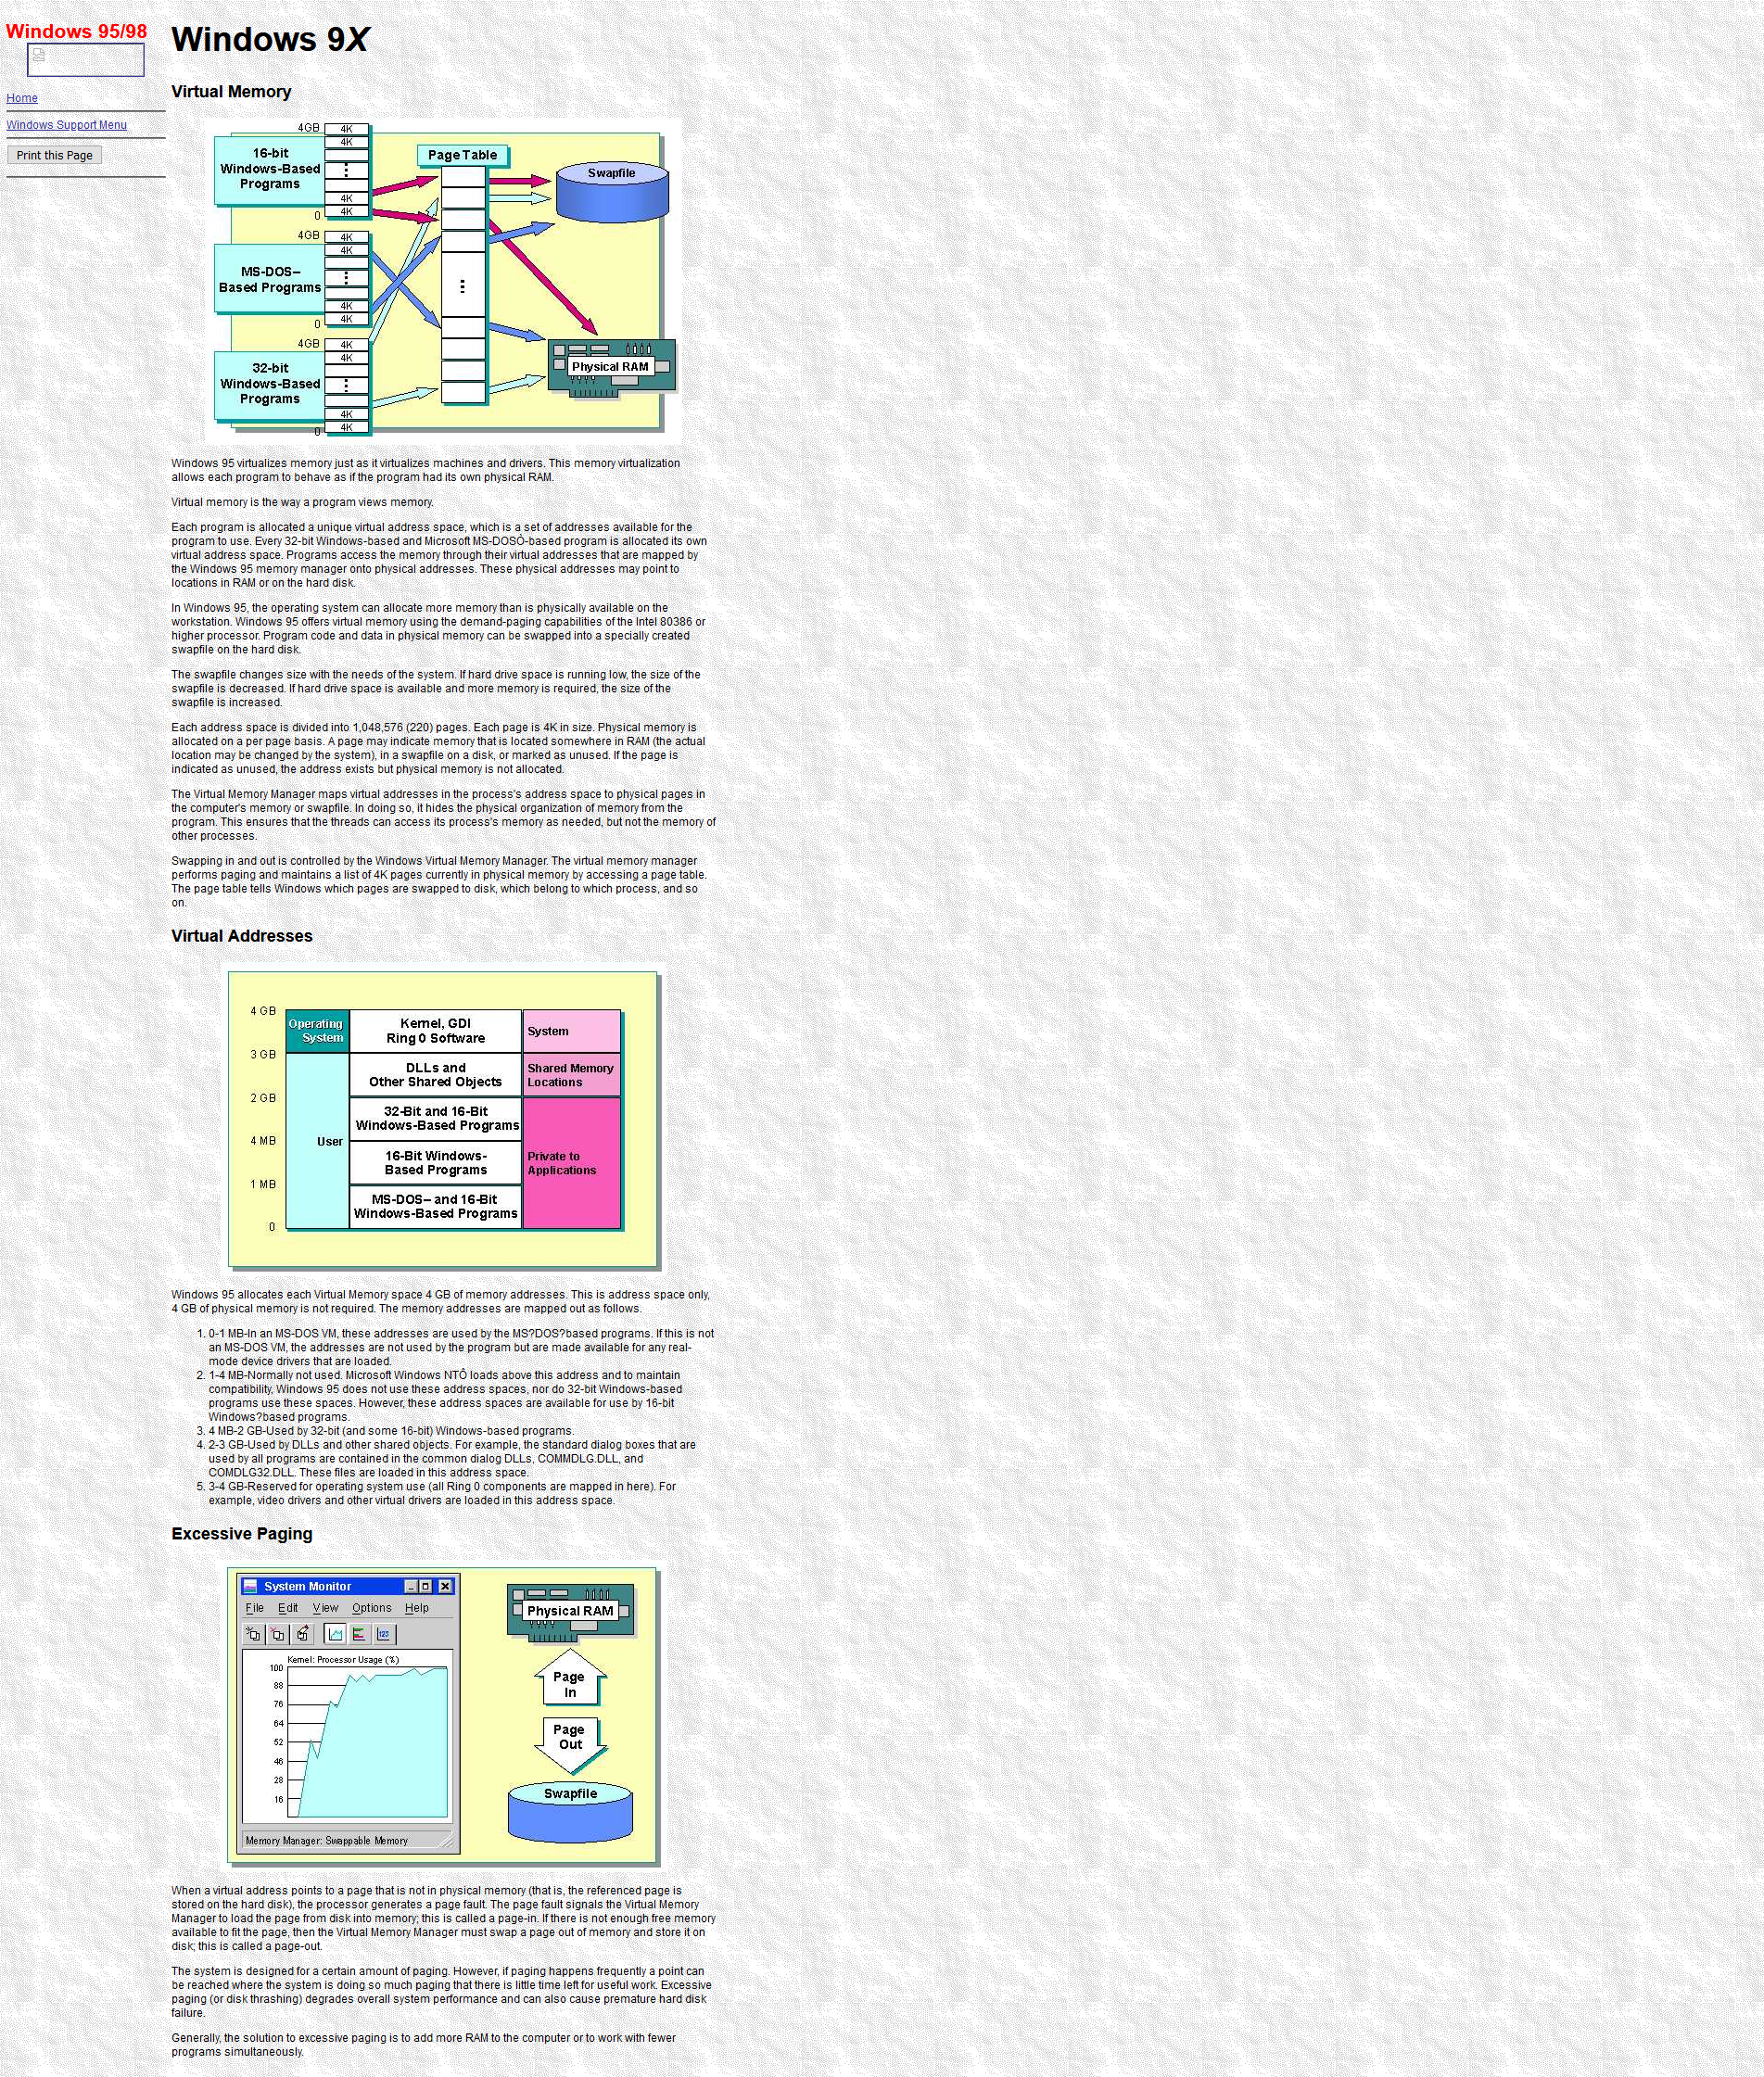 Windows 95/98
Home
Windows Support Menu
Print this Page
Windows 9X
Virtual Memory
4GB
4K
4K
16-bit
Windows-Based
Programs
4K
4K
0
Page Table
Swapfile
4GB
4K
4K
MS-DOS–
Based Programs
4K
4K
0
4GB
4K
4K
32-bit
Windows-Based
Programs
4K
4K
0
Physical RAM
Windows 95 virtualizes memory just as it virtualizes machines and drivers. This memory virtualization
allows each program to behave as if the program had its own physical RAM.
Virtual memory is the way a program views memory.
Each program is allocated a unique virtual address space, which is a set of addresses available for the
program to use. Every 32-bit Windows-based and Microsoft MS-DOSÒ-based program is allocated its own
virtual address space. Programs access the memory through their virtual addresses that are mapped by
the Windows 95 memory manager onto physical addresses. These physical addresses may point to
locations in RAM or on the hard disk.
In Windows 95, the operating system can allocate more memory than is physically available on the
workstation. Windows 95 offers virtual memory using the demand-paging capabilities of the Intel 80386 or
higher processor. Program code and data in physical memory can be swapped into a specially created
swapfile on the hard disk.
The swapfile changes size with the needs of the system. If hard drive space is running low, the size of the
swapfile is decreased. If hard drive space is available and more memory is required, the size of the
swapfile is increased.
Each address space is divided into 1,048,576 (220) pages. Each page is 4K in size. Physical memory is
allocated on a per page basis. A page may indicate memory that is located somewhere in RAM (the actual
location may be changed by the system), in a swapfile on a disk, or marked as unused. If the page is
indicated as unused, the address exists but physical memory is not allocated.
The Virtual Memory Manager maps virtual addresses in the process's address space to physical pages in
the computer's memory or swapfile. In doing so, it hides the physical organization of memory from the
program. This ensures that the threads can access its process's memory as needed, but not the memory of
other processes.
Swapping in and out is controlled by the Windows Virtual Memory Manager. The virtual memory manager
performs paging and maintains a list of 4K pages currently in physical memory by accessing a page table.
The page table tells Windows which pages are swapped to disk, which belong to which process, and so
on.
Virtual Addresses
4 GB
Operating
System
Kernel, GDI
Ring 0 Software
System
3 GB
DLLs and
Other Shared Objects
Shared Memory
Locations
2 GB
32-Bit and 16-Bit
Windows-Based Programs
4 MB
User
16-Bit Windows-
Based Programs
Private to
Applications
1 MB
MS-DOS– and 16-Bit
Windows-Based Programs
0
Windows 95 allocates each Virtual Memory space 4 GB of memory addresses. This is address space only,
4 GB of physical memory is not required. The memory addresses are mapped out as follows.
1. 0-1 MB-In an MS-DOS VM, these addresses are used by the MS?DOS?based programs. If this is not
an MS-DOS VM, the addresses are not used by the program but are made available for any real-
mode device drivers that are loaded.
2. 1-4 MB-Normally not used. Microsoft Windows NTÔ loads above this address and to maintain
compatibility, Windows 95 does not use these address spaces, nor do 32-bit Windows-based
programs use these spaces. However, these address spaces are available for use by 16-bit
Windows?based programs.
3. 4 MB-2 GB-Used by 32-bit (and some 16-bit) Windows-based programs.
4. 2-3 GB-Used by DLLs and other shared objects. For example, the standard dialog boxes that are
used by all programs are contained in the common dialog DLLs, COMMDLG.DLL, and
COMDLG32.DLL. These files are loaded in this address space.
5. 3-4 GB-Reserved for operating system use (all Ring 0 components are mapped in here). For
example, video drivers and other virtual drivers are loaded in this address space.
Excessive Paging
System Monitor
File Edit View Options Help
123
Kernel: Processor Usage (%)
100
88
76
64
52
46
28
16
Memory Manager: Swappable Memory
Physical RAM
Page
In
Page
Out
Swapfile
When a virtual address points to a page that is not in physical memory (that is, the referenced page is
stored on the hard disk), the processor generates a page fault. The page fault signals the Virtual Memory
Manager to load the page from disk into memory; this is called a page-in. If there is not enough free memory
available to fit the page, then the Virtual Memory Manager must swap a page out of memory and store it on
disk; this is called a page-out.
The system is designed for a certain amount of paging. However, if paging happens frequently a point can
be reached where the system is doing so much paging that there is little time left for useful work. Excessive
paging (or disk thrashing) degrades overall system performance and can also cause premature hard disk
failure.
Generally, the solution to excessive paging is to add more RAM to the computer or to work with fewer
programs simultaneously.